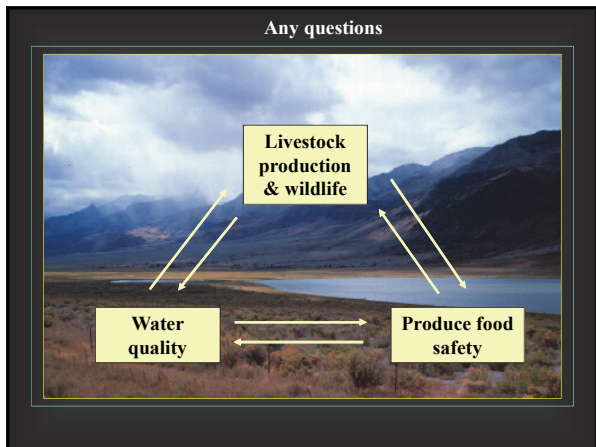 Any questions
Livestock
production
& wildlife
Water
quality
Produce food
safety